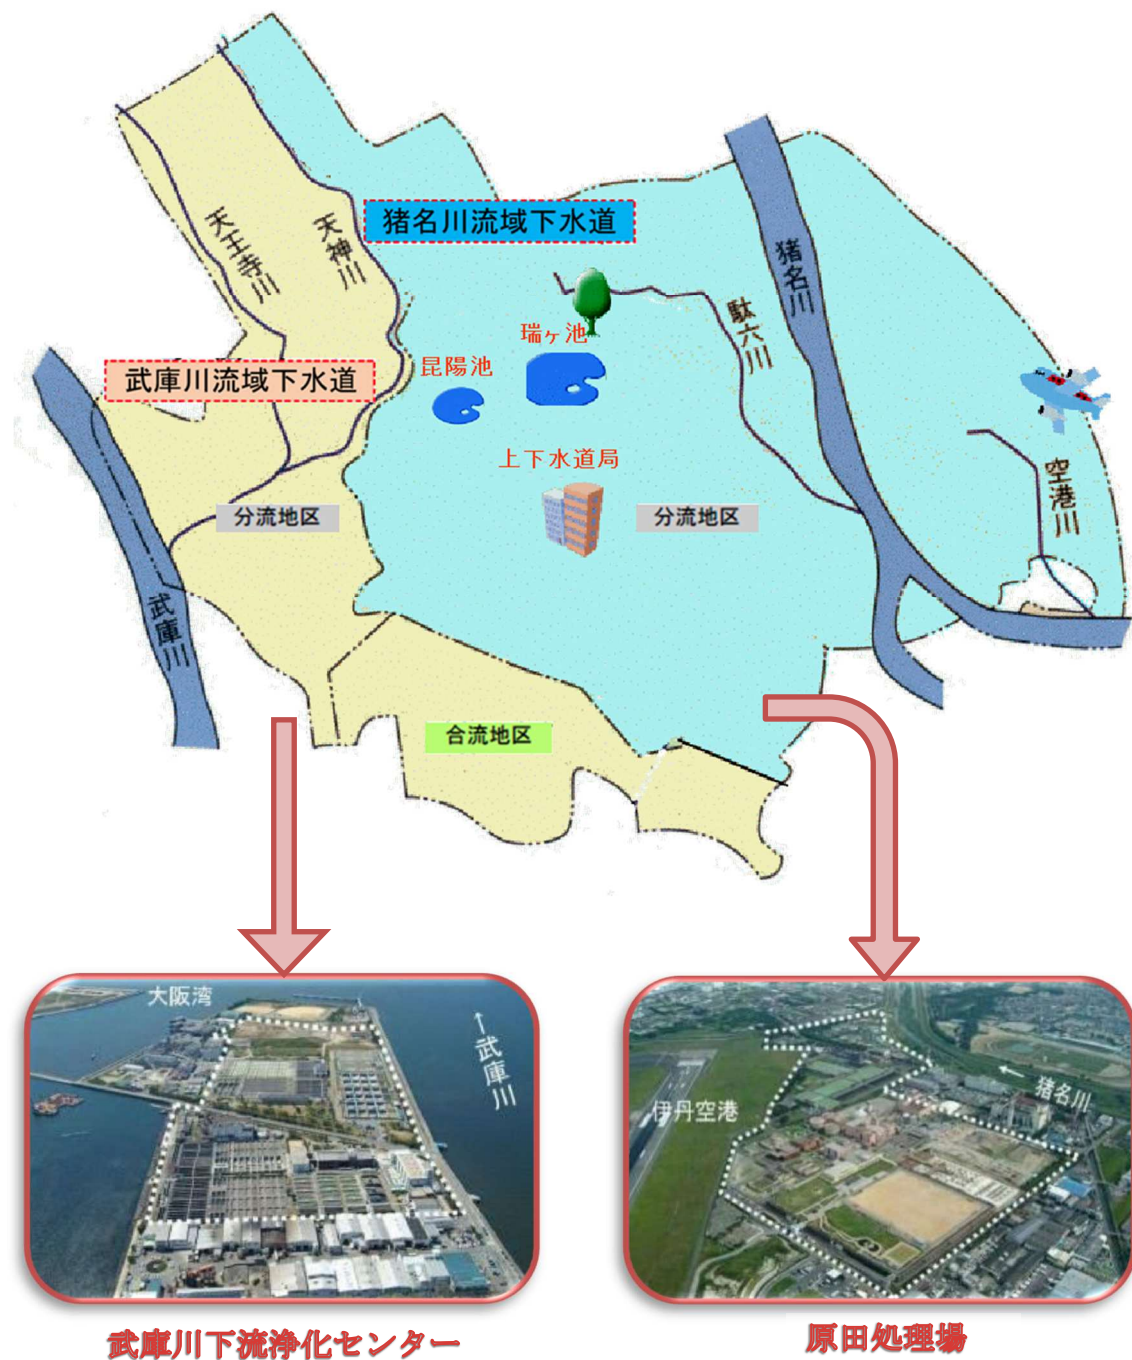 猪名川流域下水道
天王寺川
天神川
猪名川
駄六川
瑞ヶ池
昆陽池
武庫川流域下水道
上下水道局
空港川
分流地区
分流地区
武庫川
合流地区
大阪湾
←武庫川
伊丹空港
←猪名川
武庫川下流浄化センター
原田処理場